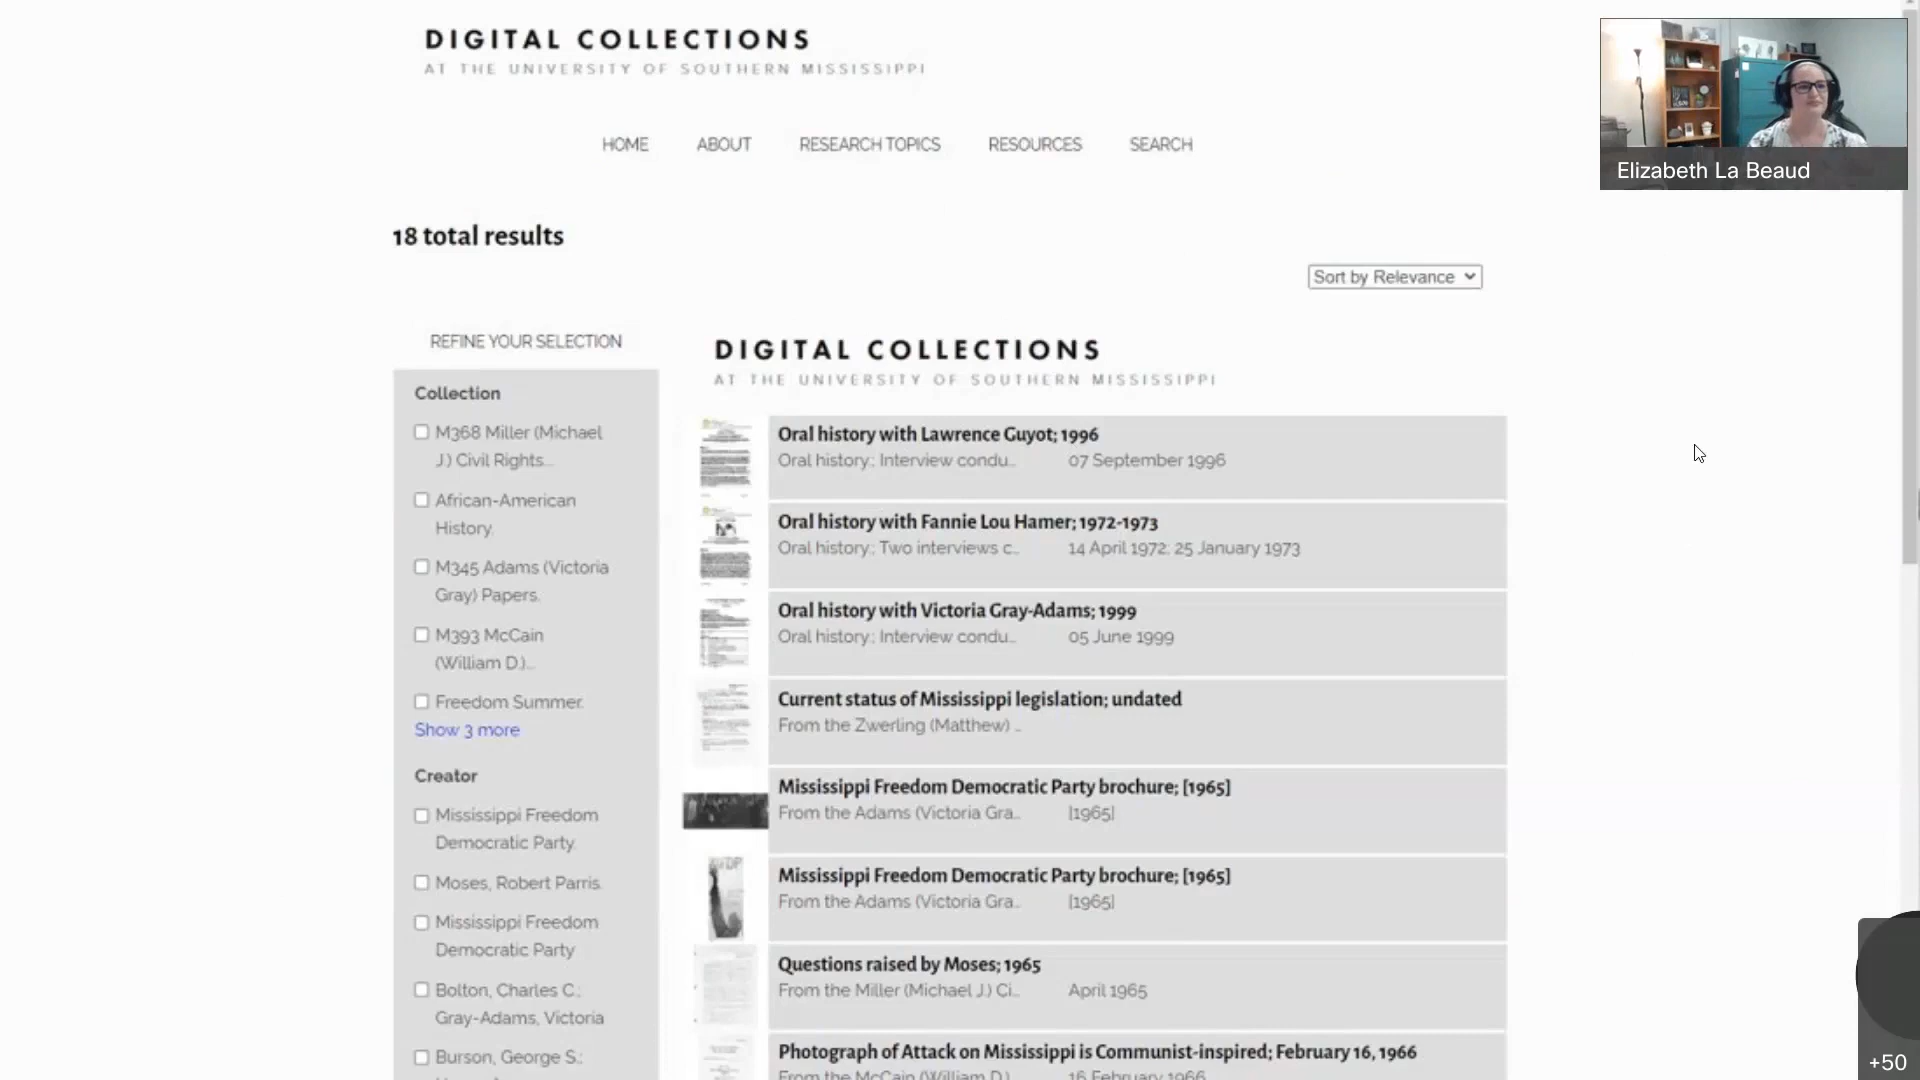 DIGITAL COLLECTIONS
AT THE UNIVERSITY OF SOUTHERN MISSISSIPPI
HOME ABOUT RESEARCH TOPICS RESOURCES SEARCH
Elizabeth La Beaud
18 total results
Sort by Relevance
REFINE YOUR SELECTION
Collection
M368 Miller (Michael
J.) Civil Rights...
African-American
History.
M345 Adams (Victoria
Gray) Papers.
M393 McCain
(William D.)...
Freedom Summer.
Show 3 more
Creator
Mississippi Freedom
Democratic Party.
Moses, Robert Parris.
Mississippi Freedom
Democratic Party
Bolton, Charles C.;
Gray-Adams, Victoria
Burson, George S.;
DIGITAL COLLECTIONS
AT THE UNIVERSITY OF SOUTHERN MISSISSIPPI
Oral history with Lawrence Guyot; 1996
Oral history.; Interview condu... 07 September 1996
Oral history with Fannie Lou Hamer; 1972-1973
Oral history.; Two interviews c... 14 April 1972; 25 January 1973
Oral history with Victoria Gray-Adams; 1999
Oral history.; Interview condu... 05 June 1999
Current status of Mississippi legislation; undated
From the Zwerling (Matthew) ...
Mississippi Freedom Democratic Party brochure; [1965]
From the Adams (Victoria Gra... [1965]
Mississippi Freedom Democratic Party brochure; [1965]
From the Adams (Victoria Gra... [1965]
Questions raised by Moses; 1965
From the Miller (Michael J.) Ci... April 1965
Photograph of Attack on Mississippi is Communist-inspired; February 16, 1966
From the McCain (William D.)... 16 February 1966
+50